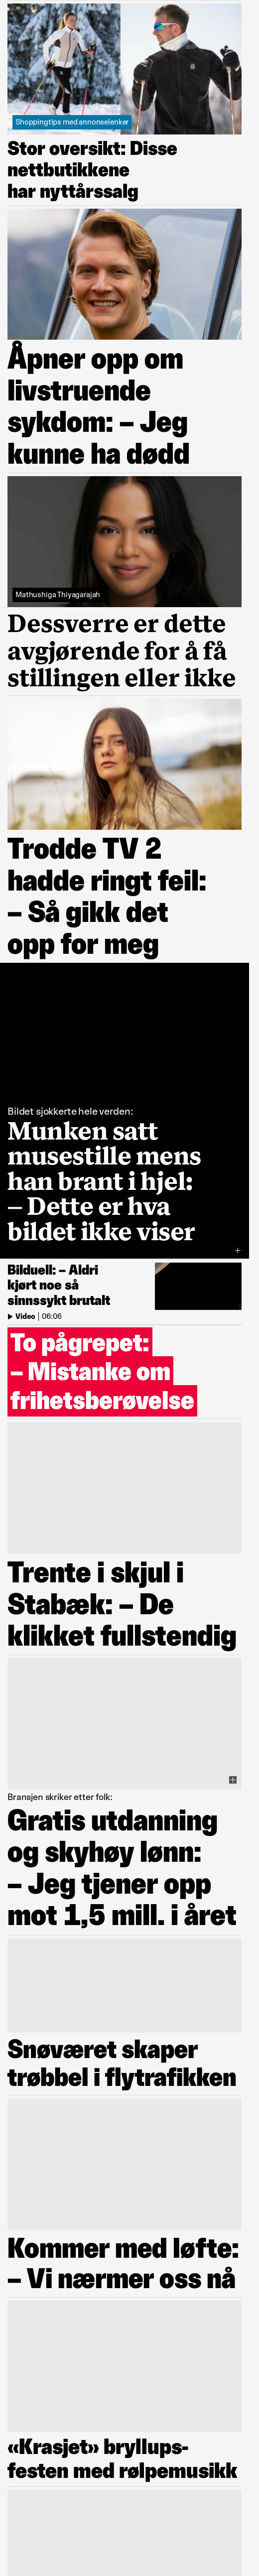 Shoppingtips med annonselenker
Stor oversikt: Disse
nettbutikkene
har nyttårssalg
Åpner opp om
livstruende
sykdom: – Jeg
kunne ha dødd
Mathushiga Thiyagarajah
Dessverre er dette
avgjørende for å få
stillingen eller ikke
Trodde TV 2
hadde ringt feil:
– Så gikk det
opp for meg
Bildet sjokkerte hele verden:
Munken satt
musestille mens
han brant i hjel:
– Dette er hva
bildet ikke viser
Bilduell: – Aldri
kjørt noe så
sinnssykt brutalt
Video | 06:06
To pågrepet:
– Mistanke om
frihetsberøvelse
Trente i skjul i
Stabæk: – De
klikket fullstendig
Bransjen skriker etter folk:
Gratis utdanning
og skyhøy lønn:
– Jeg tjener opp
mot 1,5 mill. i året
Snøværet skaper
trøbbel i flytrafikken
Kommer med løfte:
– Vi nærmer oss nå
«Krasjet» bryllups-
festen med rølpemusikk